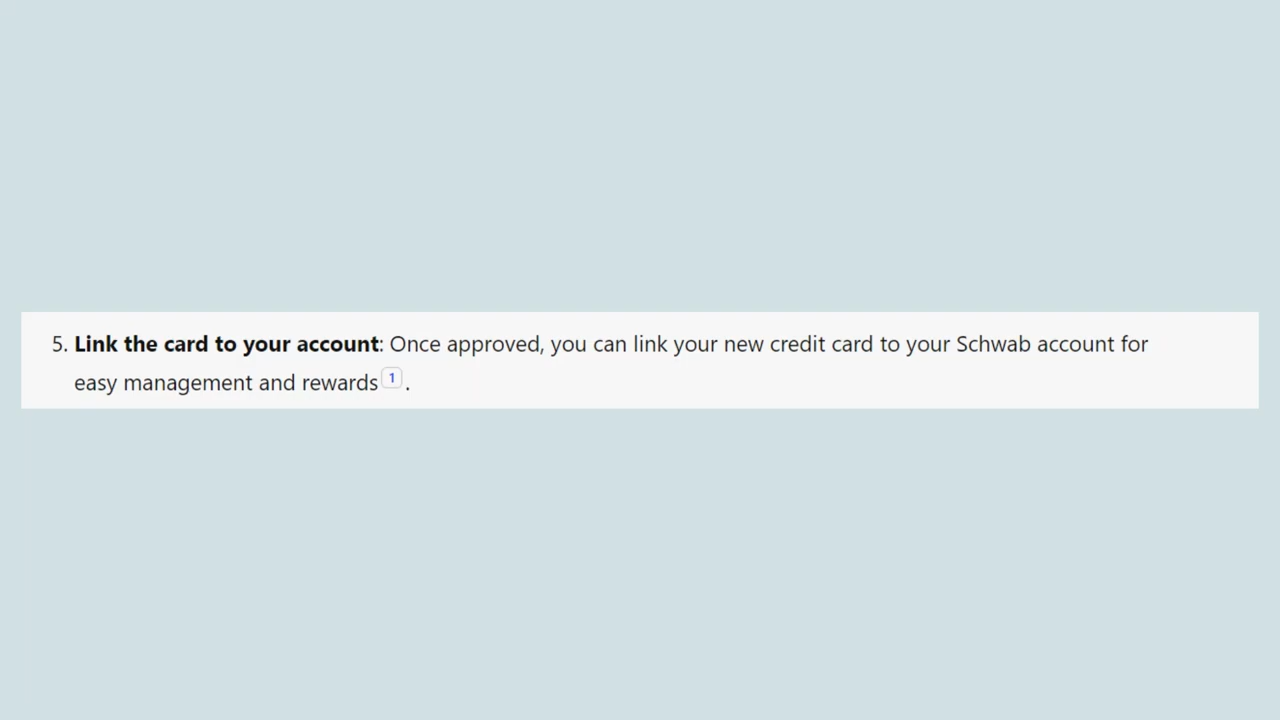 5. Link the card to your account: Once approved, you can link your new credit card to your Schwab account for
easy management and rewards 1 .